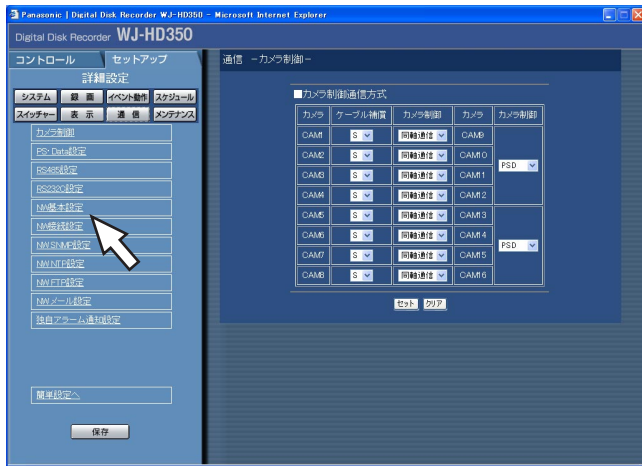 Panasonic | Digital Disk Recorder WJ-HD350 - Microsoft Internet Explorer
Digital Disk Recorder WJ-HD350
コントロール セットアップ
詳細設定
システム 録 画 イベント動作 スケジュール
スイッチャー 表 示 通 信 メンテナンス
カメラ制御
PS･Data設定
RS485設定
RS232C設定
NW基本設定
NW接続設定
NW SNMP設定
NW NTP設定
NW FTP設定
NWメール設定
独自アラーム通知設定
簡単設定へ
保存
通信 －カメラ制御－
■カメラ制御通信方式
カメラ ケーブル補償 カメラ制御 カメラ カメラ制御
CAM1 S 同軸通信 CAM9 PSD
CAM2 S 同軸通信 CAM10
CAM3 S 同軸通信 CAM11
CAM4 S 同軸通信 CAM12
CAM5 S 同軸通信 CAM13 PSD
CAM6 S 同軸通信 CAM14
CAM7 S 同軸通信 CAM15
CAM8 S 同軸通信 CAM16
セット クリア